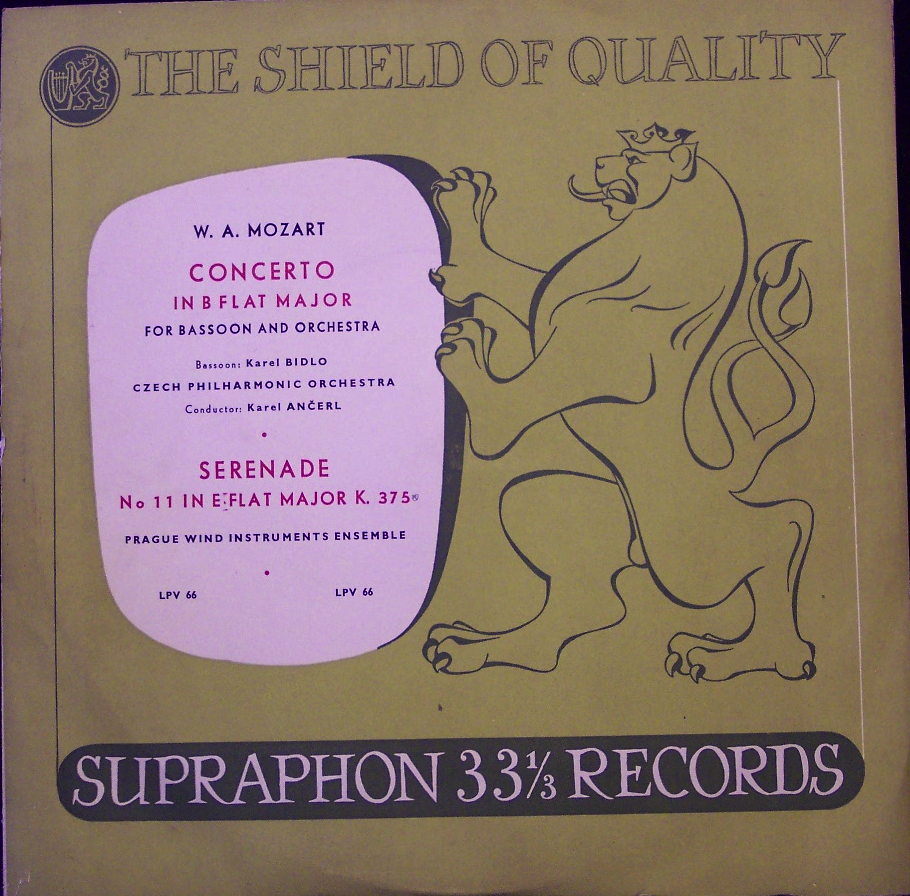 THE SHIELD OF QUALITY
W. A. MOZART
CONCERTO
IN B FLAT MAJOR
FOR BASSOON AND ORCHESTRA
Bassoon: Karel BIDLO
CZECH PHILHARMONIC ORCHESTRA
Conductor: Karel ANČERL
SERENADE
No 11 IN E FLAT MAJOR K. 375
PRAGUE WIND INSTRUMENTS ENSEMBLE
LPV 66 LPV 66
SUPRAPHON 33⅓ RECORDS